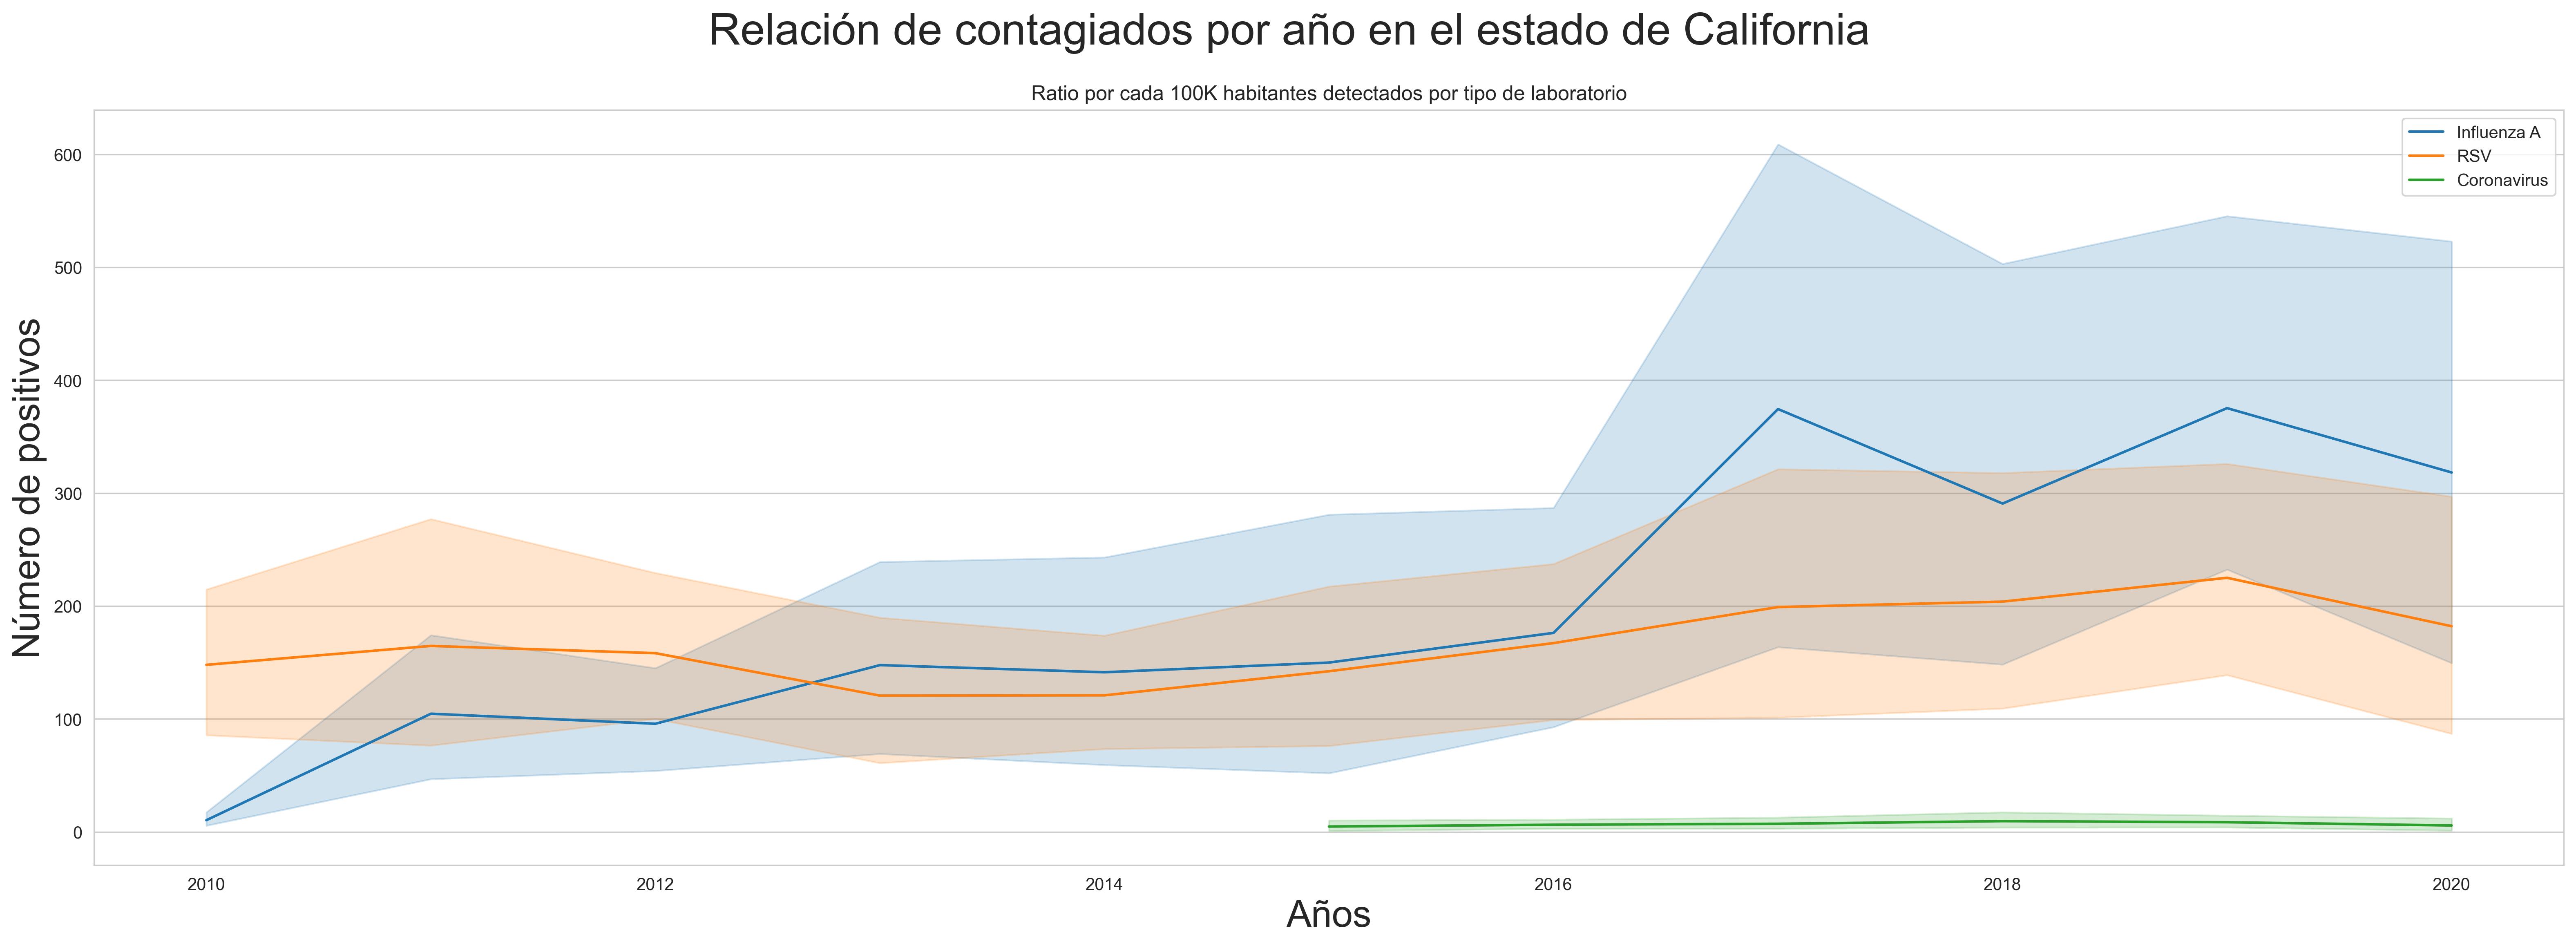 Relación de contagiados por año en el estado de California
Ratio por cada 100K habitantes detectados por tipo de laboratorio
Influenza A
RSV
Coronavirus
Número de positivos
600
500
400
300
200
100
0
2010
2012
2014
2016
2018
2020
Años